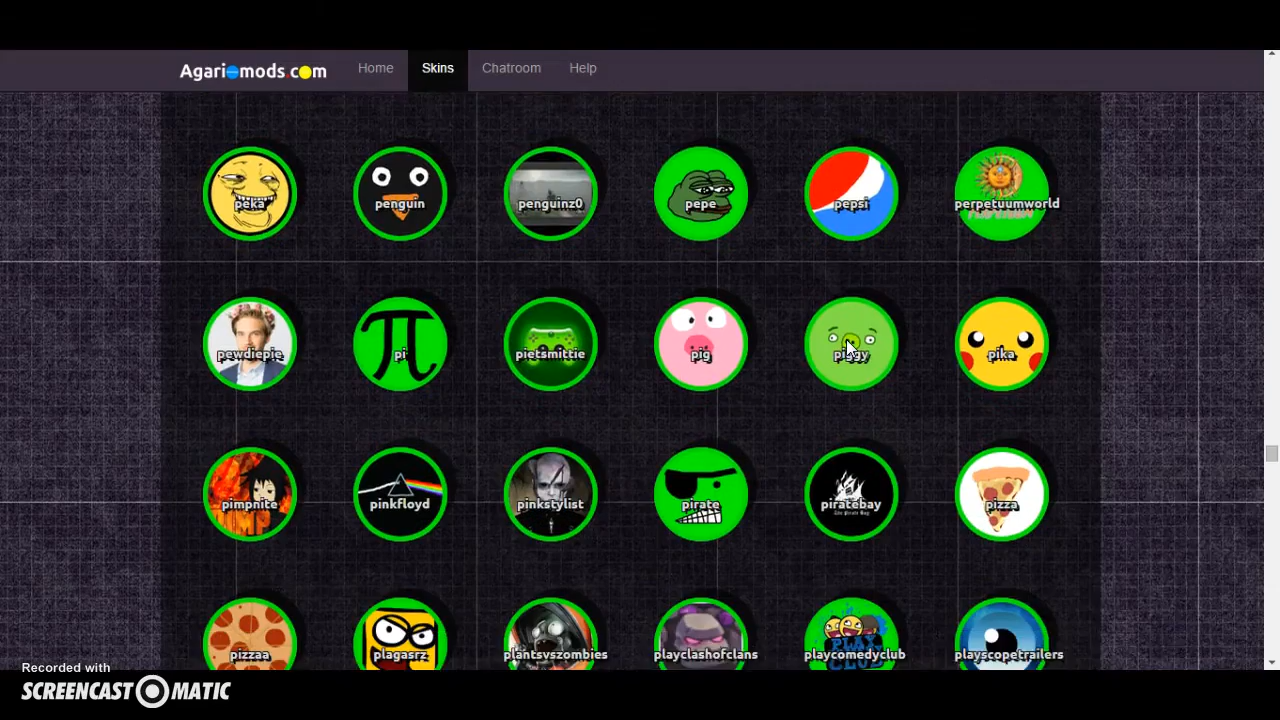 Agariomods.com Home Skins Chatroom Help
peka penguin penguinz0 pepe pepsi perpetuumworld
pewdiepie pi pietsmittie pig piggy pika
pimpnite pinkfloyd pinkstylist pirate piratebay pizza
pizzaa plagasrz plantsvszombies playclashofclans playcomedyclub playscopetrailers
Recorded with
SCREENCAST O MATIC